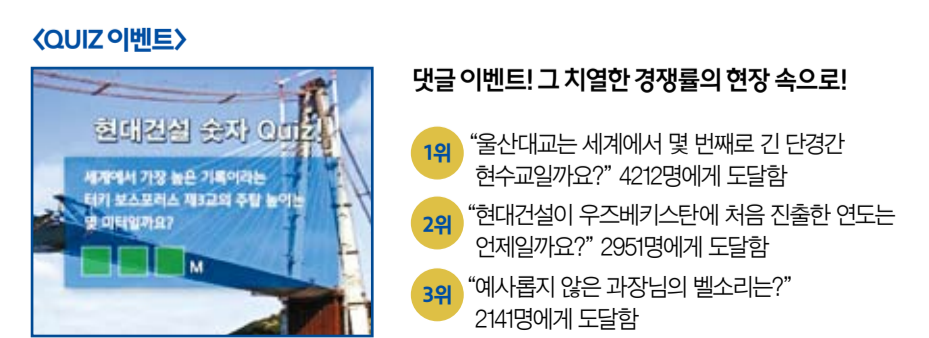 〈QUIZ 이벤트〉
현대건설 숫자 Quiz!
세계에서 가장 높은 기록이라는
터키 보스포러스 제3교의 주탑 높이는
몇 미터일까요?
M
댓글 이벤트! 그 치열한 경쟁률의 현장 속으로!
1위 “울산대교는 세계에서 몇 번째로 긴 단경간
현수교일까요?” 4212명에게 도달함
2위 “현대건설이 우즈베키스탄에 처음 진출한 연도는
언제일까요?” 2951명에게 도달함
3위 “예사롭지 않은 과장님의 벨소리는?”
2141명에게 도달함